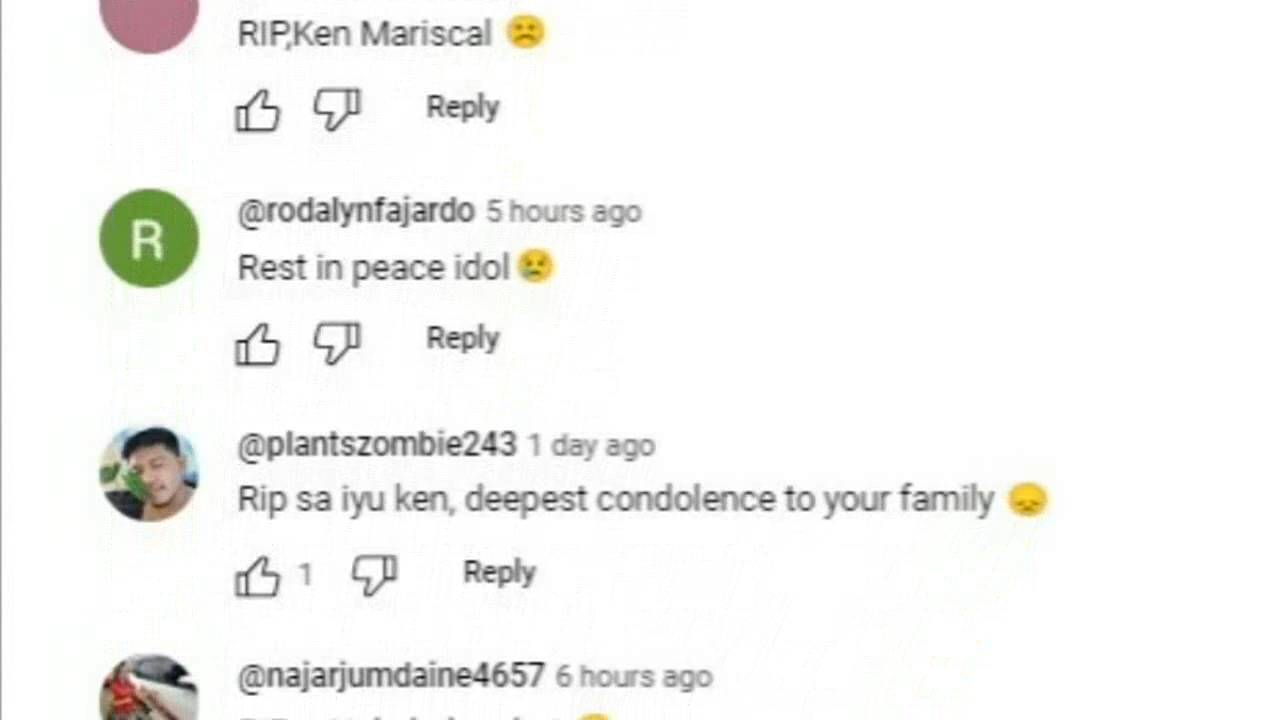 RIP,Ken Mariscal ☹️
Reply
R
@rodalynfajardo 5 hours ago
Rest in peace idol 😢
Reply
@plantszombie243 1 day ago
Rip sa iyu ken, deepest condolence to your family 😞
1 Reply
@najarjumdaine4657 6 hours ago